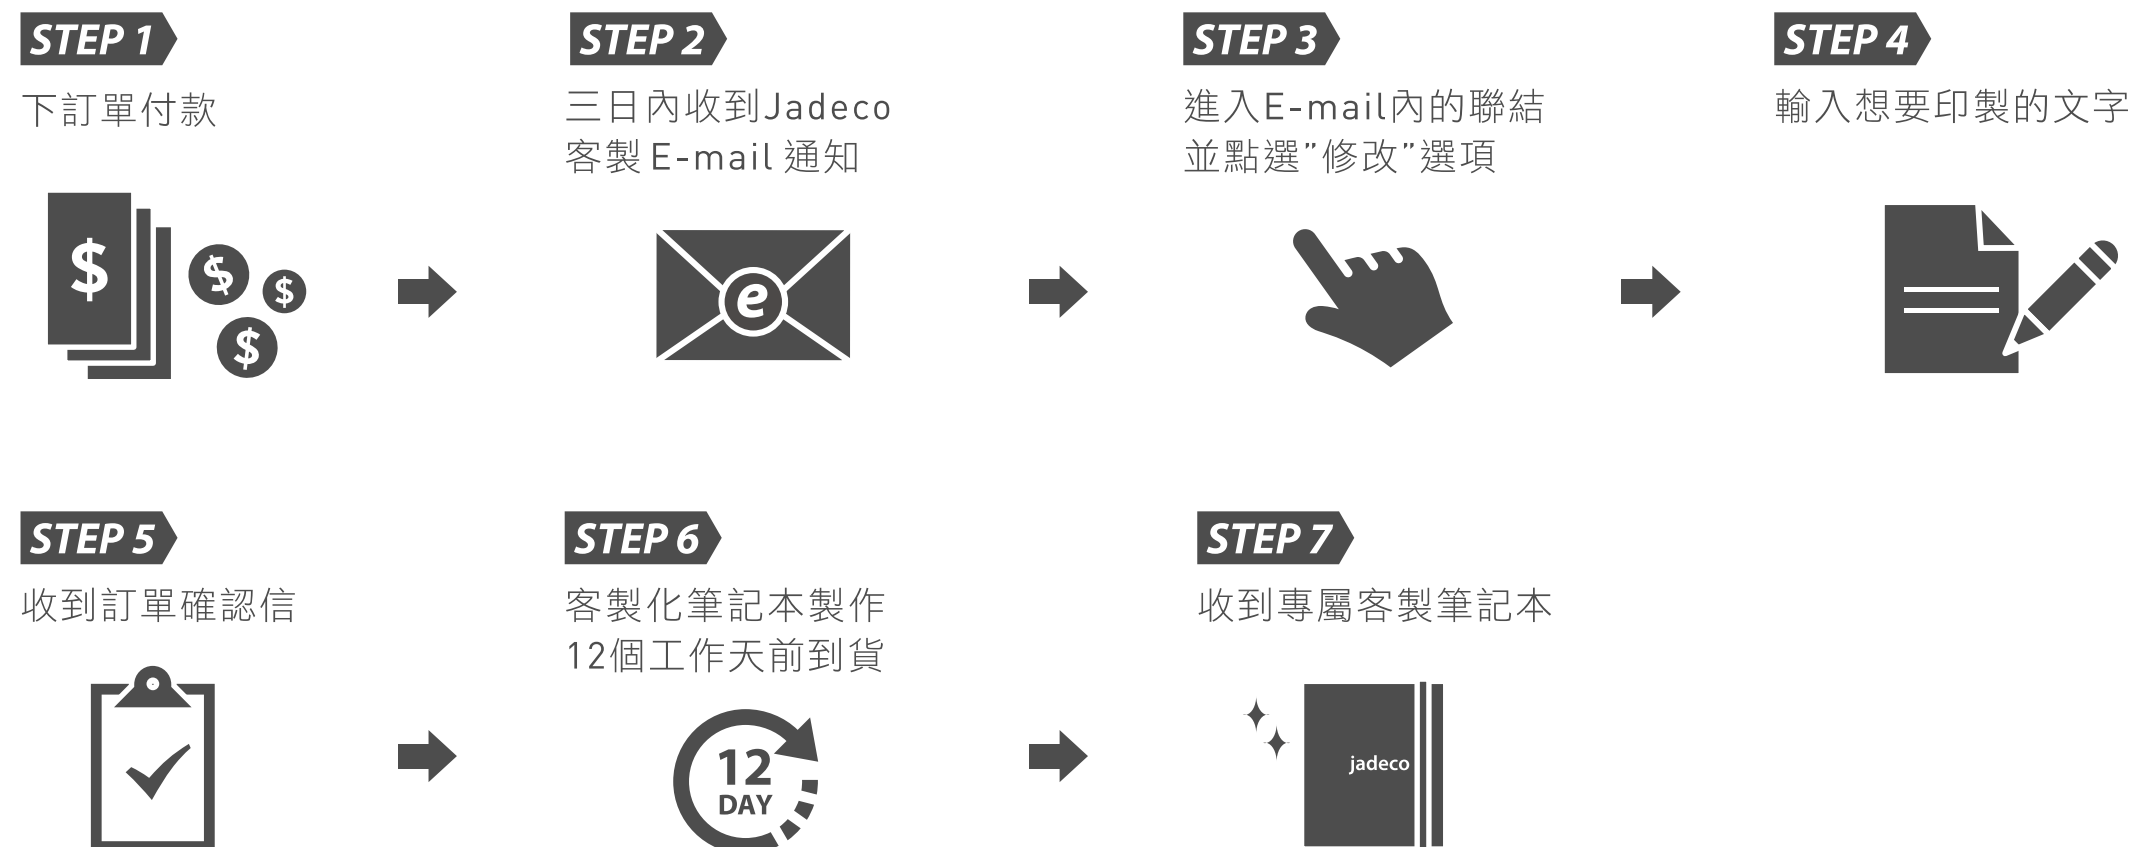 STEP 1
下訂單付款
$
$
$
$
STEP 2
三日內收到Jadeco
客製 E-mail 通知
e
STEP 3
進入E-mail內的聯結
並點選”修改”選項
STEP 4
輸入想要印製的文字
STEP 5
收到訂單確認信
STEP 6
客製化筆記本製作
12個工作天前到貨
12
DAY
STEP 7
收到專屬客製筆記本
jadeco